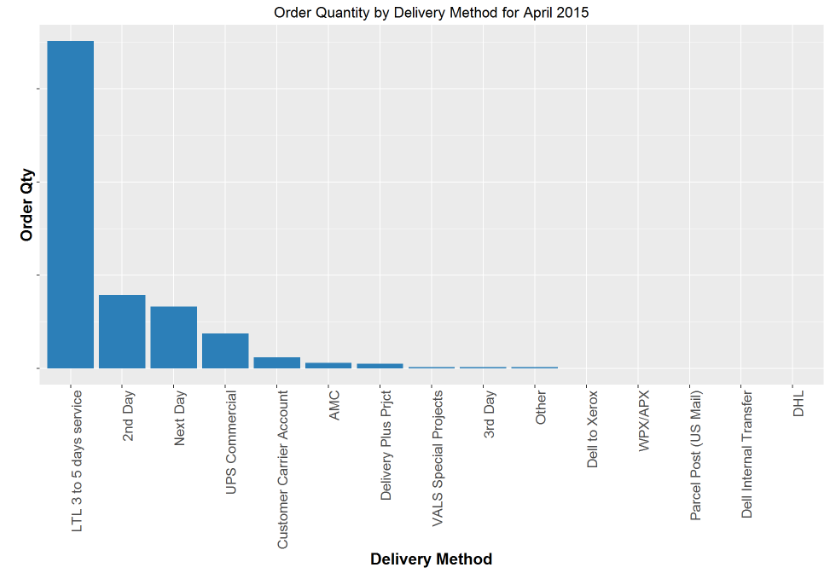 Order Quantity by Delivery Method for April 2015
Order Qty
LTL 3 to 5 days service
2nd Day
Next Day
UPS Commercial
Customer Carrier Account
AMC
Delivery Plus Prjct
VALS Special Projects
3rd Day
Other
Dell to Xerox
WPX/APX
Parcel Post (US Mail)
Dell Internal Transfer
DHL
Delivery Method